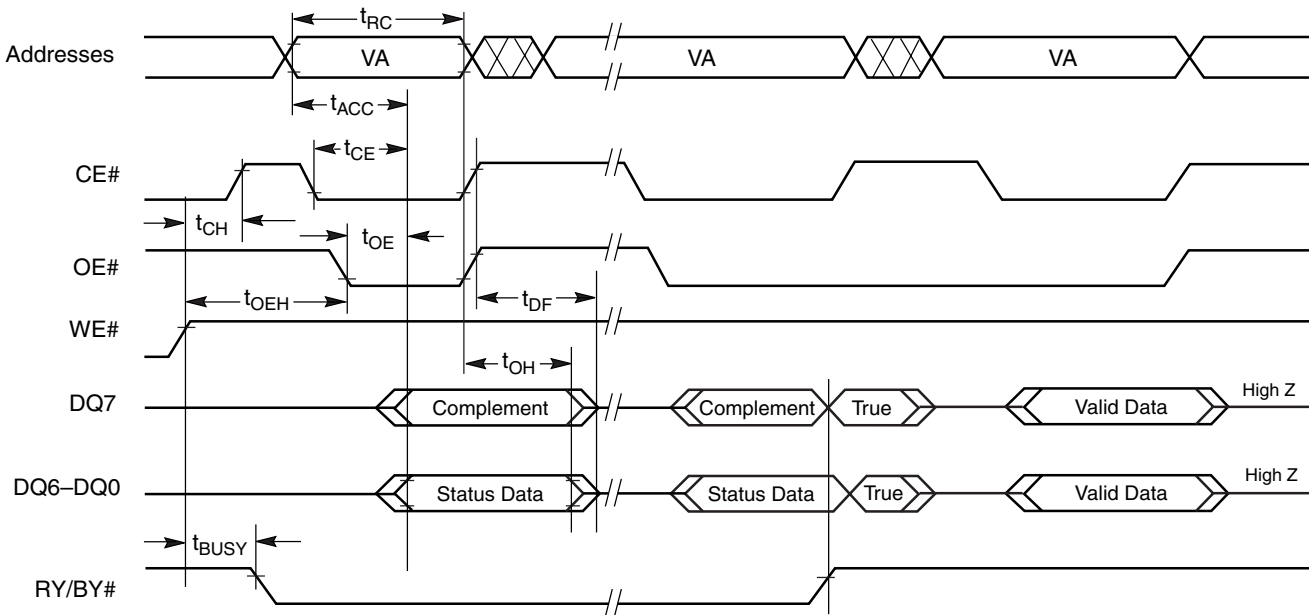 tRC
Addresses
VA
VA
VA
tACC
tCE
CE#
tCH
tOE
OE#
tOEH
tDF
WE#
tOH
DQ7
Complement
Complement
True
Valid Data
High Z
DQ6–DQ0
Status Data
Status Data
True
Valid Data
High Z
tBUSY
RY/BY#